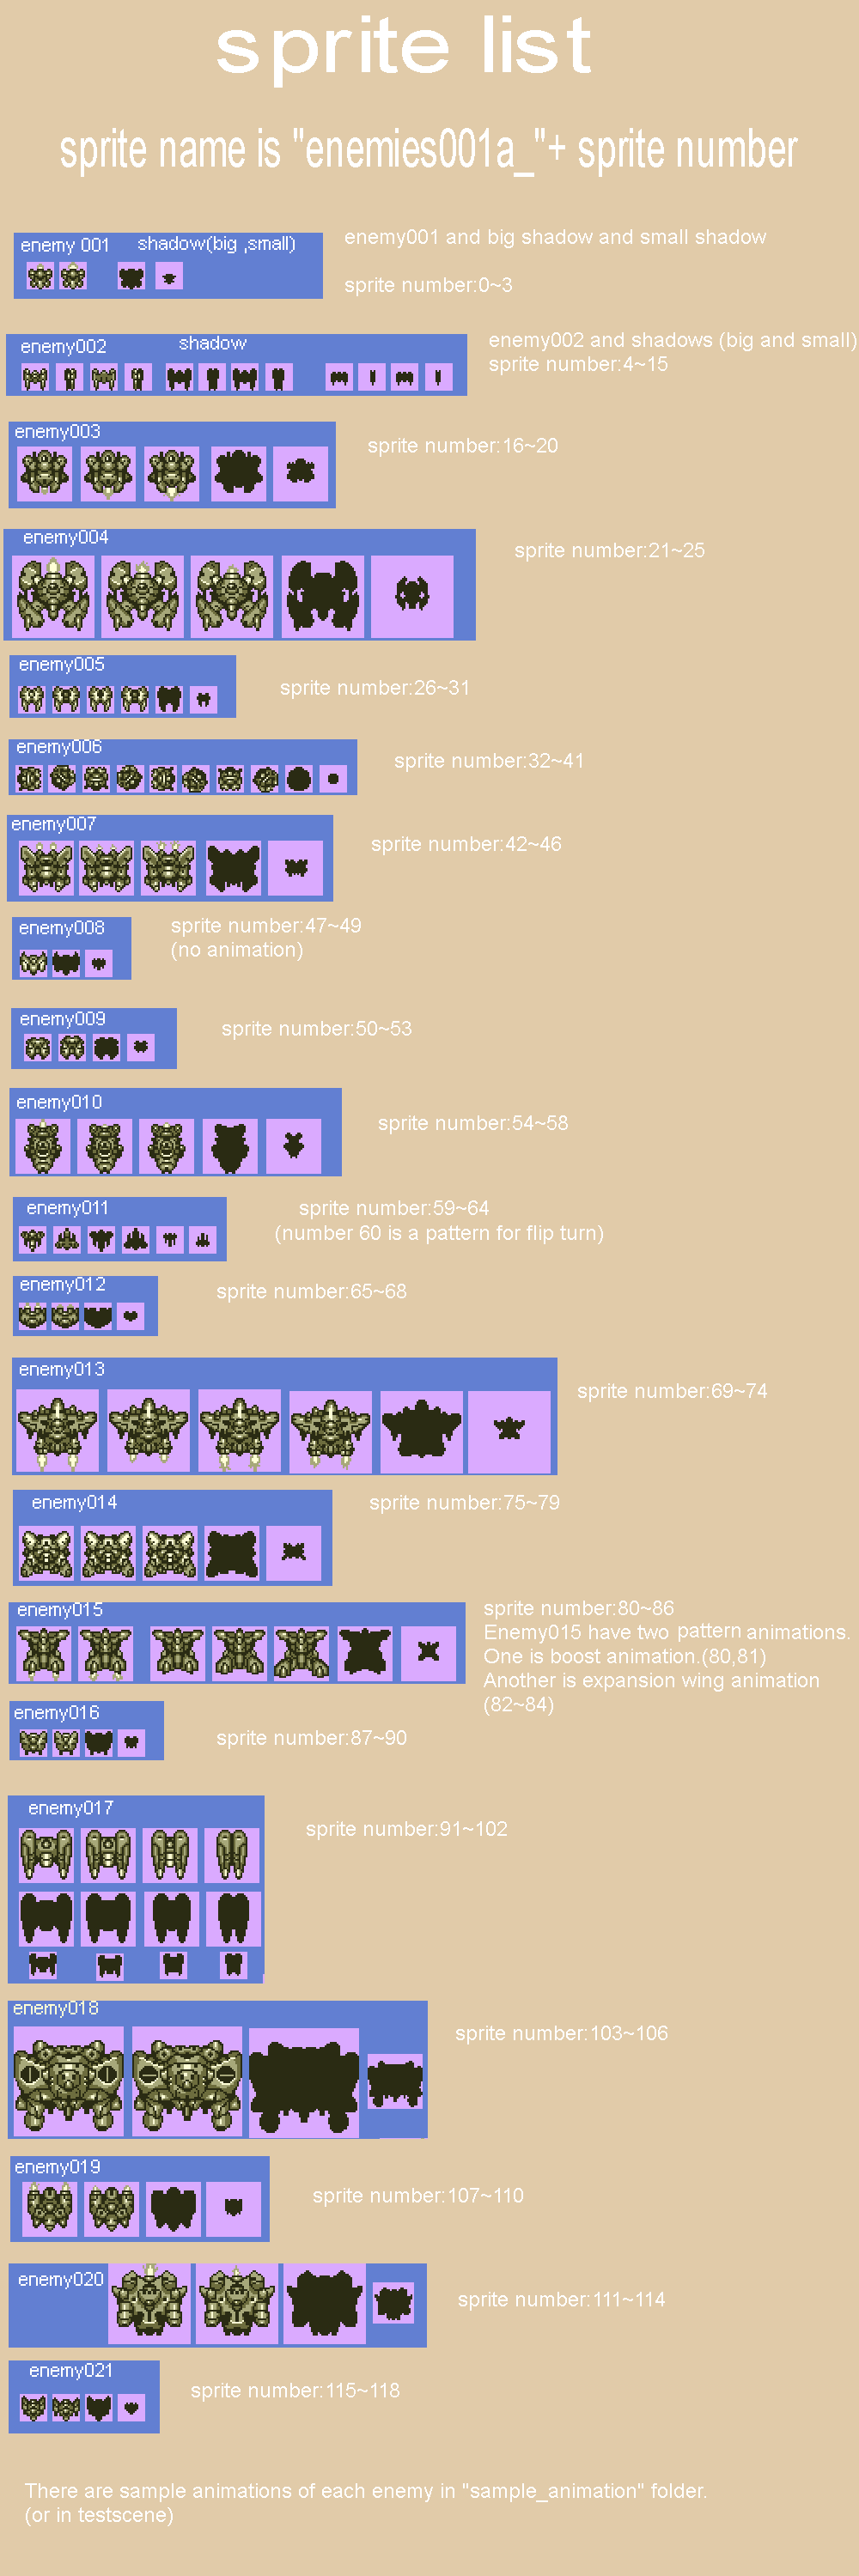 sprite list
sprite name is "enemies001a_"+ sprite number
enemy 001 shadow(big ,small)
enemy001 and big shadow and small shadow
sprite number:0~3
enemy002 shadow
enemy002 and shadows (big and small)
sprite number:4~15
enemy003
sprite number:16~20
enemy004
sprite number:21~25
enemy005
sprite number:26~31
enemy006
sprite number:32~41
enemy007
sprite number:42~46
enemy008
sprite number:47~49
(no animation)
enemy009
sprite number:50~53
enemy010
sprite number:54~58
enemy011
sprite number:59~64
(number 60 is a pattern for flip turn)
enemy012
sprite number:65~68
enemy013
sprite number:69~74
enemy014
sprite number:75~79
enemy015
sprite number:80~86
Enemy015 have two pattern animations.
One is boost animation.(80,81)
Another is expansion wing animation
(82~84)
enemy016
sprite number:87~90
enemy017
sprite number:91~102
enemy018
sprite number:103~106
enemy019
sprite number:107~110
enemy020
sprite number:111~114
enemy021
sprite number:115~118
There are sample animations of each enemy in "sample_animation" folder.
(or in testscene)